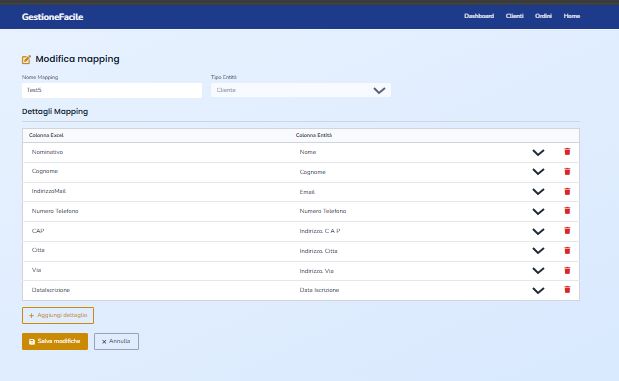 GestioneFacile
Dashboard Clienti Ordini Home
Modifica mapping
Nome Mapping Tipo Entità
Test5 Cliente
Dettagli Mapping
Colonna Excel Colonna Entità
Nominativo Nome
Cognome Cognome
IndirizzoMail Email
Numero Telefono Numero Telefono
CAP Indirizzo. C A P
Citta Indirizzo. Citta
Via Indirizzo. Via
DataIscrizione Data Iscrizione
+ Aggiungi dettaglio
Salva modifiche × Annulla